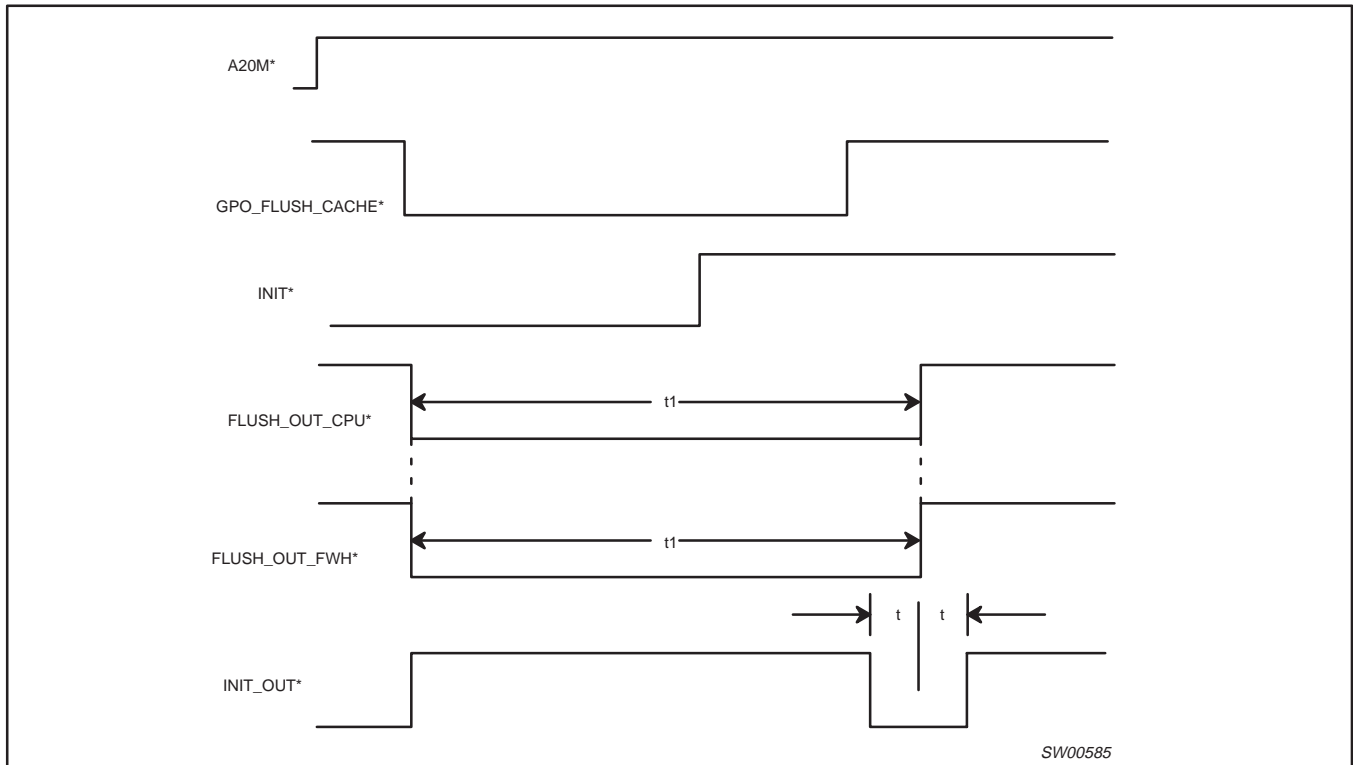 A20M*
GPO_FLUSH_CACHE*
INIT*
t1
FLUSH_OUT_CPU*
t1
FLUSH_OUT_FWH*
t t
INIT_OUT*
SW00585